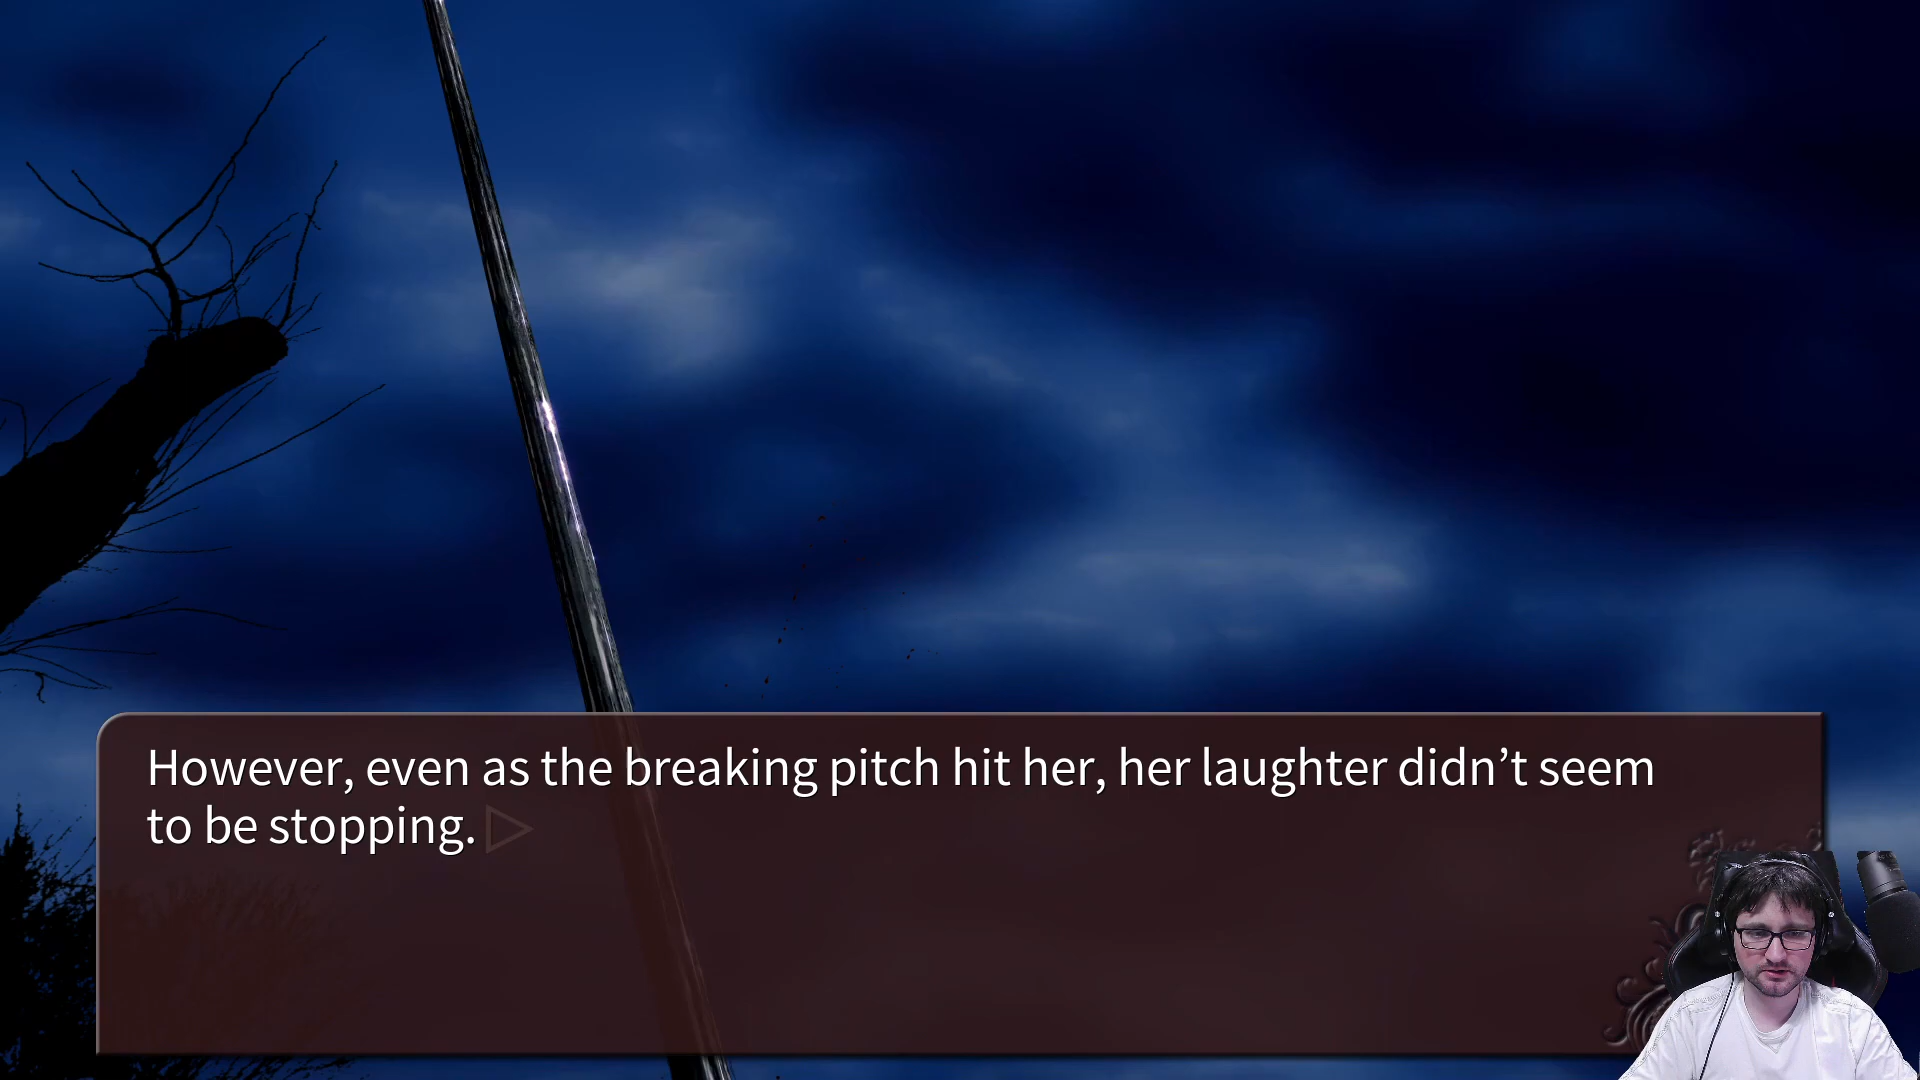 However, even as the breaking pitch hit her, her laughter didn’t seem
to be stopping.